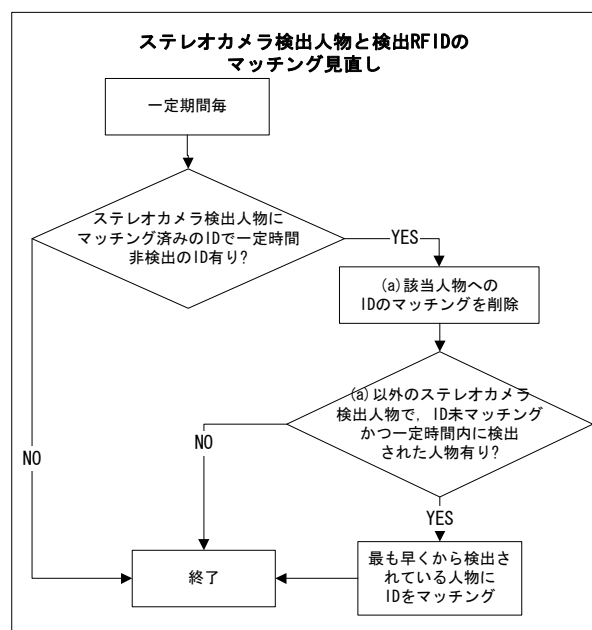 ステレオカメラ検出人物と検出RFIDの
マッチング見直し
一定期間毎
ステレオカメラ検出人物に
マッチング済みのIDで一定時間
非検出のID有り?
YES
(a)該当人物への
IDのマッチングを削除
(a)以外のステレオカメラ
検出人物で, ID未マッチング
かつ一定時間内に検出
された人物有り?
NO
NO
YES
最も早くから検出さ
れている人物に
IDをマッチング
終了